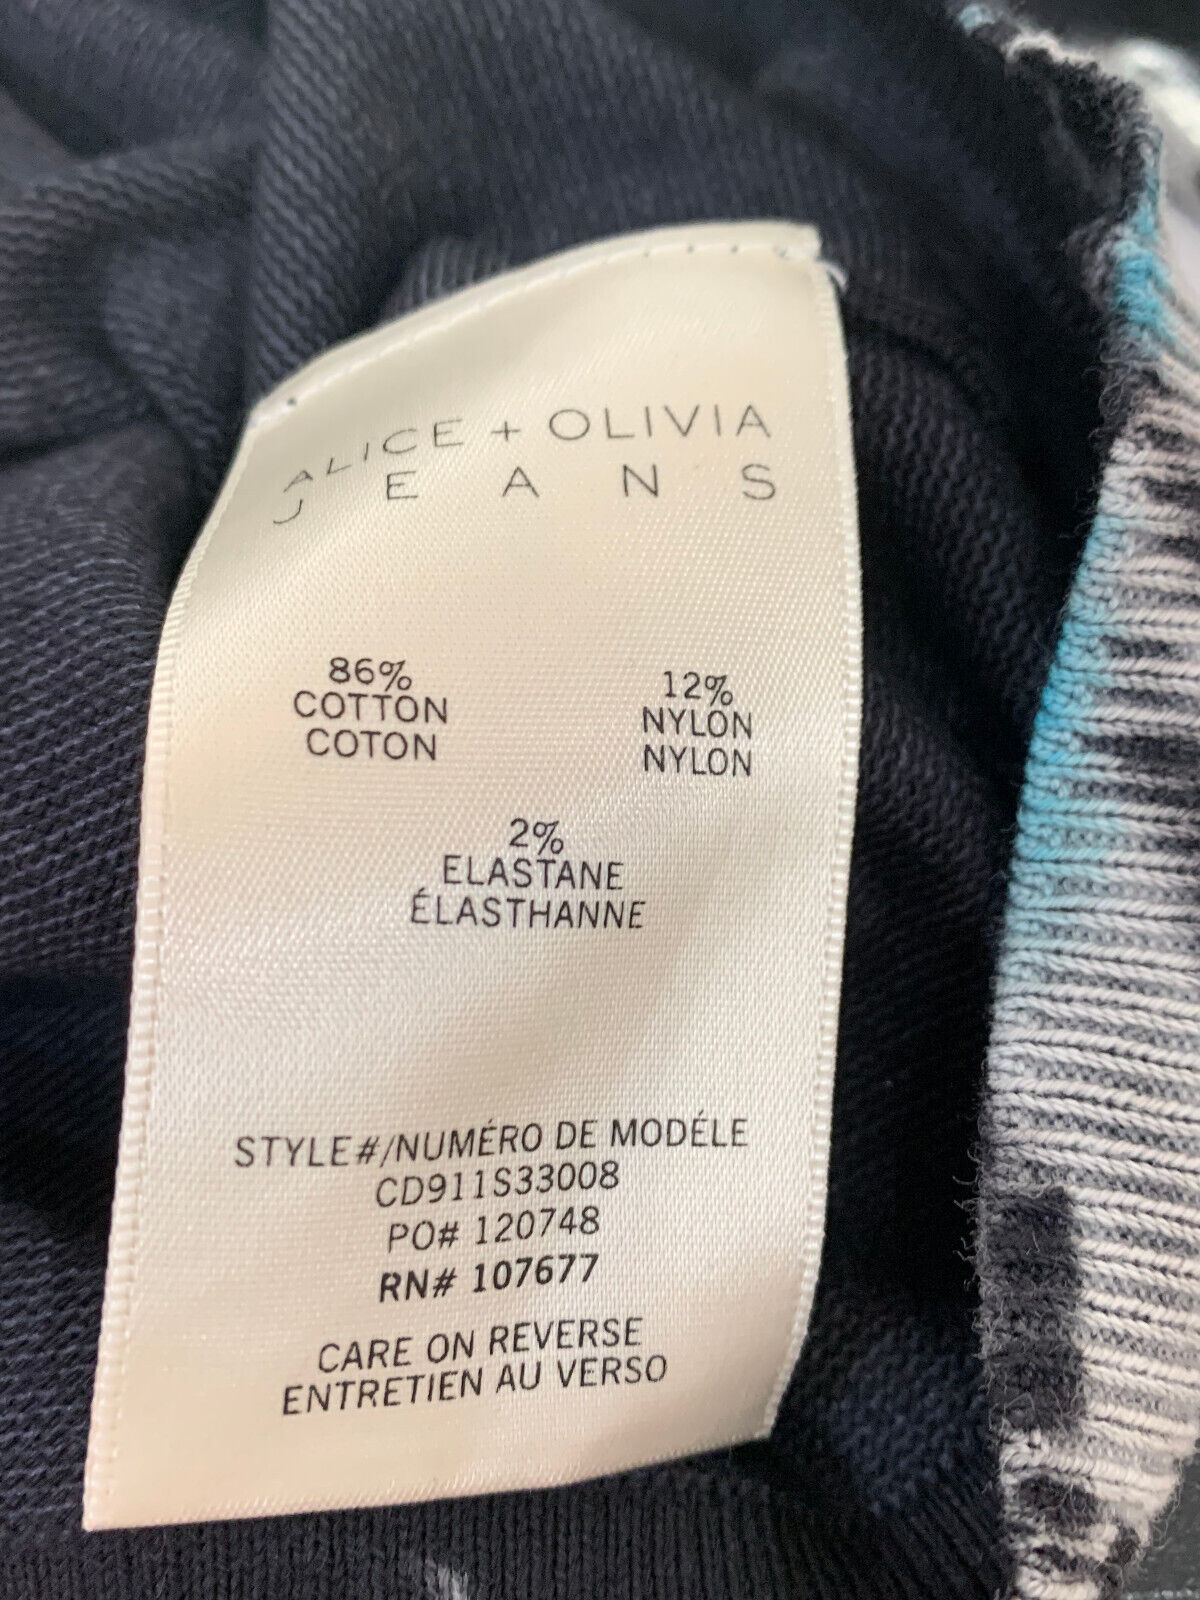 ALICE + OLIVIA
JEANS
86%
COTTON
COTON
12%
NYLON
NYLON
2%
ELASTANE
ÉLASTHANNE
STYLE#/NUMÉRO DE MODÉLE
CD911S33008
PO# 120748
RN# 107677
CARE ON REVERSE
ENTRETIEN AU VERSO